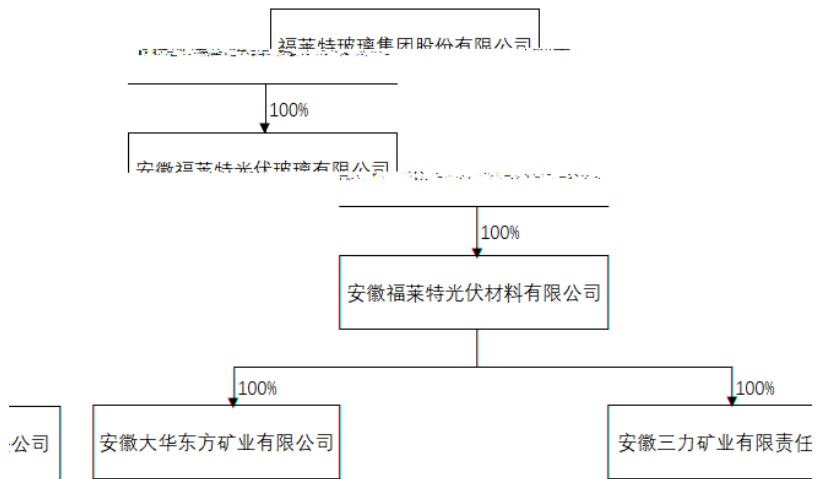 福莱特玻璃集团股份有限公司
100%
安徽福莱特光伏玻璃有限公司
100%
安徽福莱特光伏材料有限公司
100%
100%
公司
安徽大华东方矿业有限公司
安徽三力矿业有限责任